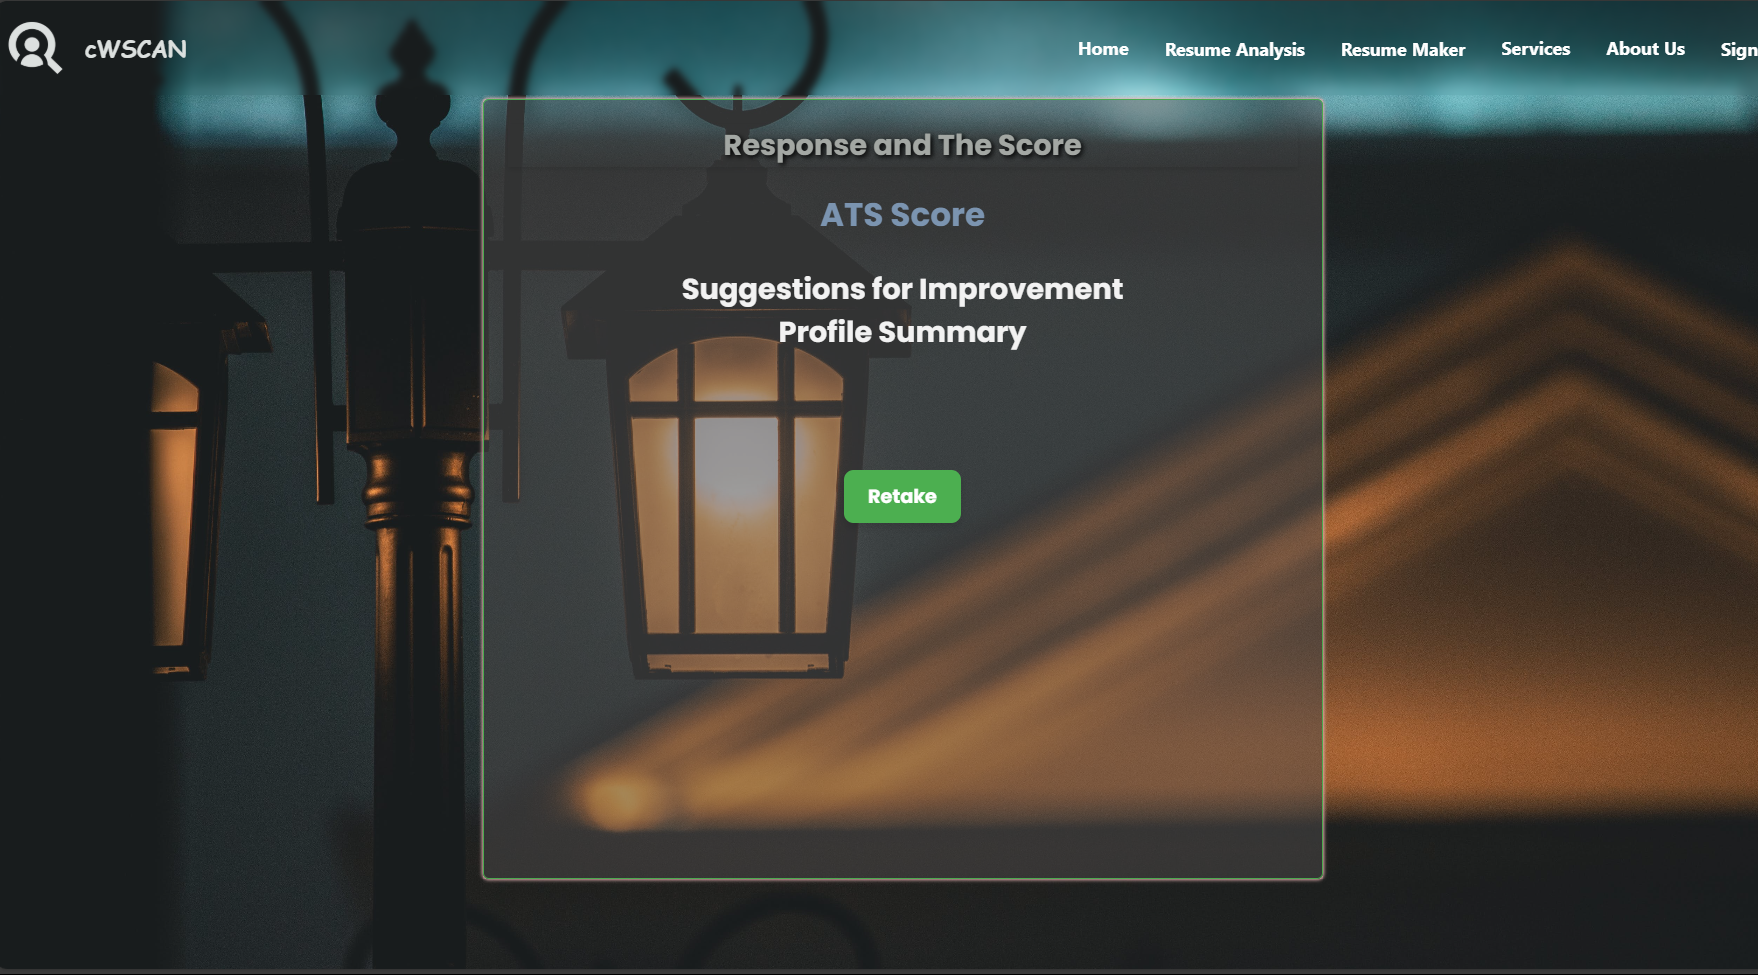 cWSCAN
Home Resume Analysis Resume Maker Services About Us Sign
Response and The Score
ATS Score
Suggestions for Improvement
Profile Summary
Retake